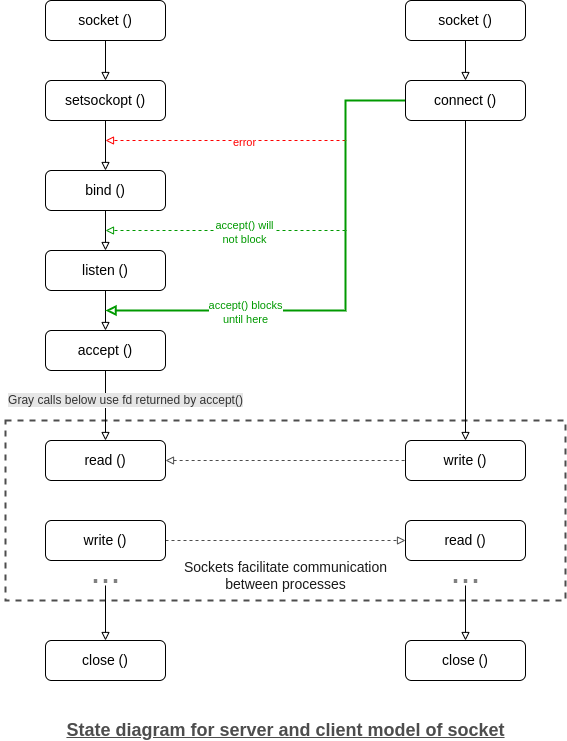 socket ()
socket ()
setsockopt ()
connect ()
error
bind ()
accept() will
not block
listen ()
accept() blocks
until here
accept ()
Gray calls below use fd returned by accept()
read ()
write ()
write ()
read ()
Sockets facilitate communication
between processes
...
...
close ()
close ()
State diagram for server and client model of socket